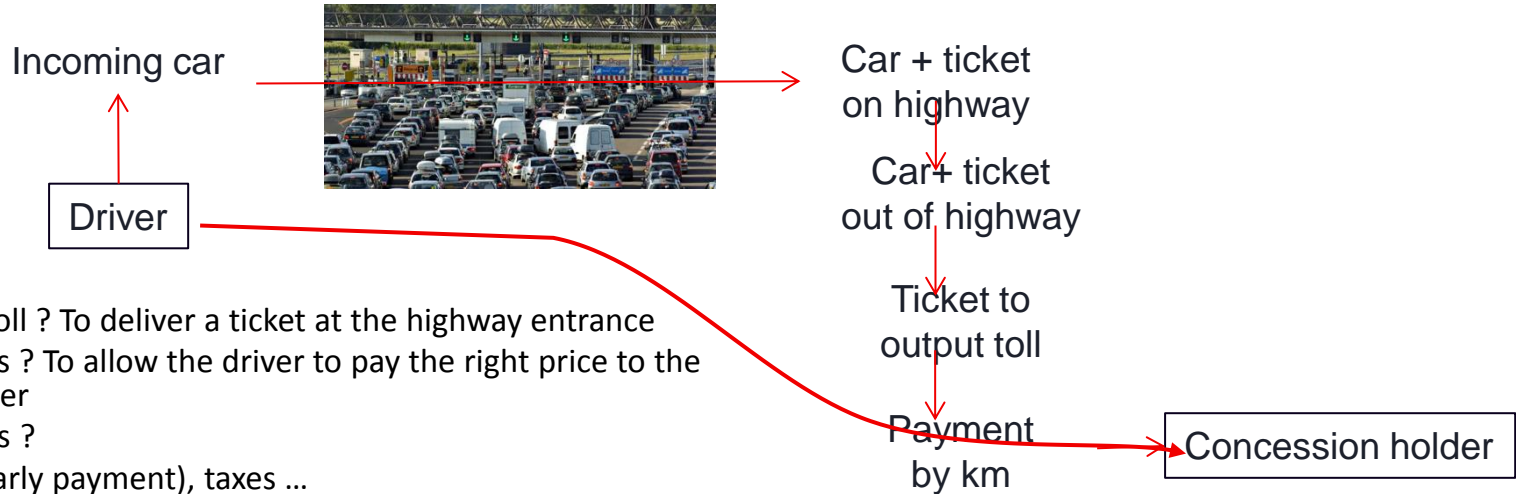 Incoming car
Car + ticket
on highway
Car+ ticket
out of highway
Driver
Ticket to
output toll
oll ? To deliver a ticket at the highway entrance
s ? To allow the driver to pay the right price to the
er
s ?
arly payment), taxes ...
Payment
by km
Concession holder